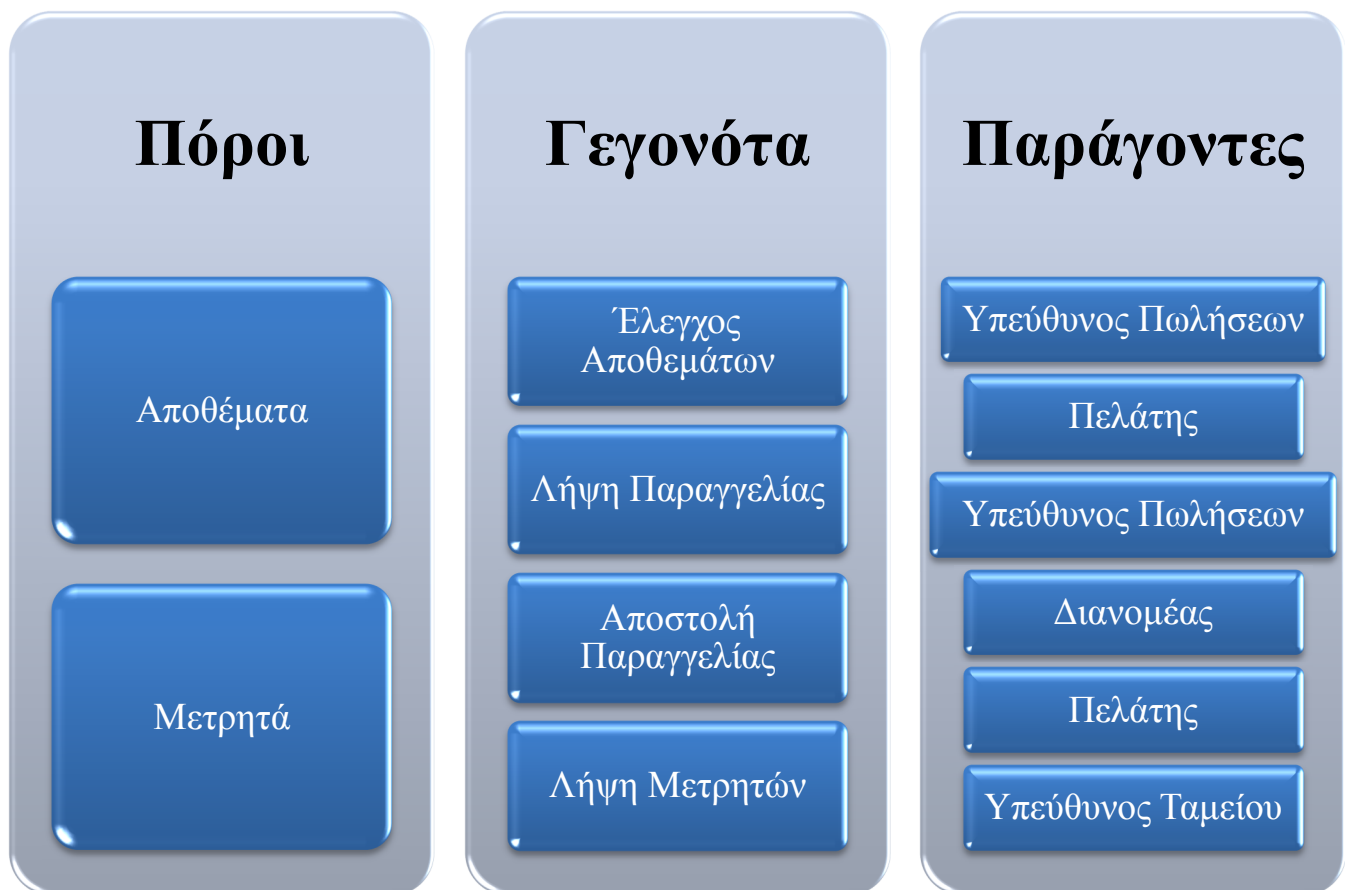 Πόροι
Αποθέματα
Μετρητά
Γεγονότα
Έλεγχος
Αποθεμάτων
Λήψη Παραγγελίας
Αποστολή
Παραγγελίας
Λήψη Μετρητών
Παράγοντες
Υπεύθυνος Πωλήσεων
Πελάτης
Υπεύθυνος Πωλήσεων
Διανομέας
Πελάτης
Υπεύθυνος Ταμείου